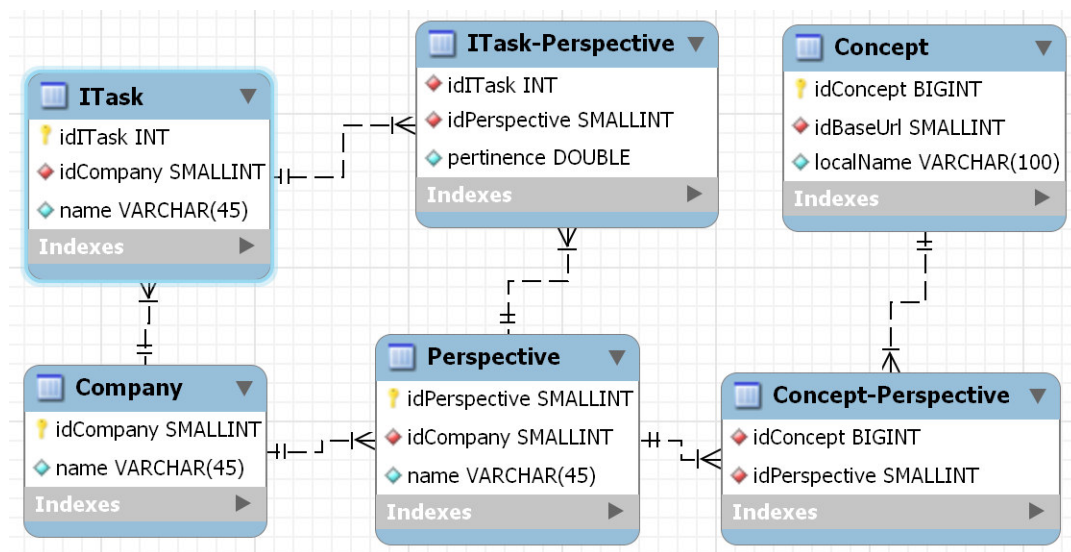 ITask
idITask INT
idCompany SMALLINT
name VARCHAR(45)
Indexes
ITask-Perspective
idITask INT
idPerspective SMALLINT
pertinence DOUBLE
Indexes
Concept
idConcept BIGINT
idBaseUrl SMALLINT
localName VARCHAR(100)
Indexes
Company
idCompany SMALLINT
name VARCHAR(45)
Indexes
Perspective
idPerspective SMALLINT
idCompany SMALLINT
name VARCHAR(45)
Indexes
Concept-Perspective
idConcept BIGINT
idPerspective SMALLINT
Indexes